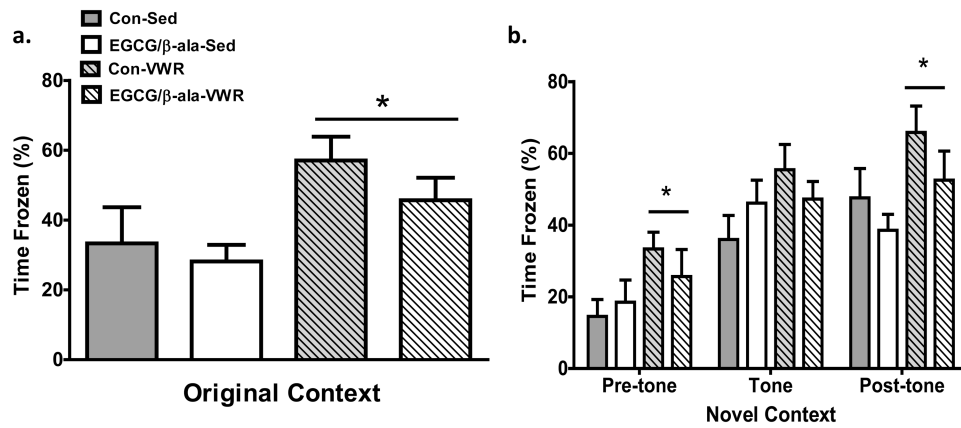 a.
Con-Sed
EGCG/β-ala-Sed
Con-VWR
EGCG/β-ala-VWR
Time Frozen (%)
80
60
40
20
0
*
Original Context
b.
Time Frozen (%)
80
60
40
20
0
*
*
Pre-tone Tone Post-tone
Novel Context